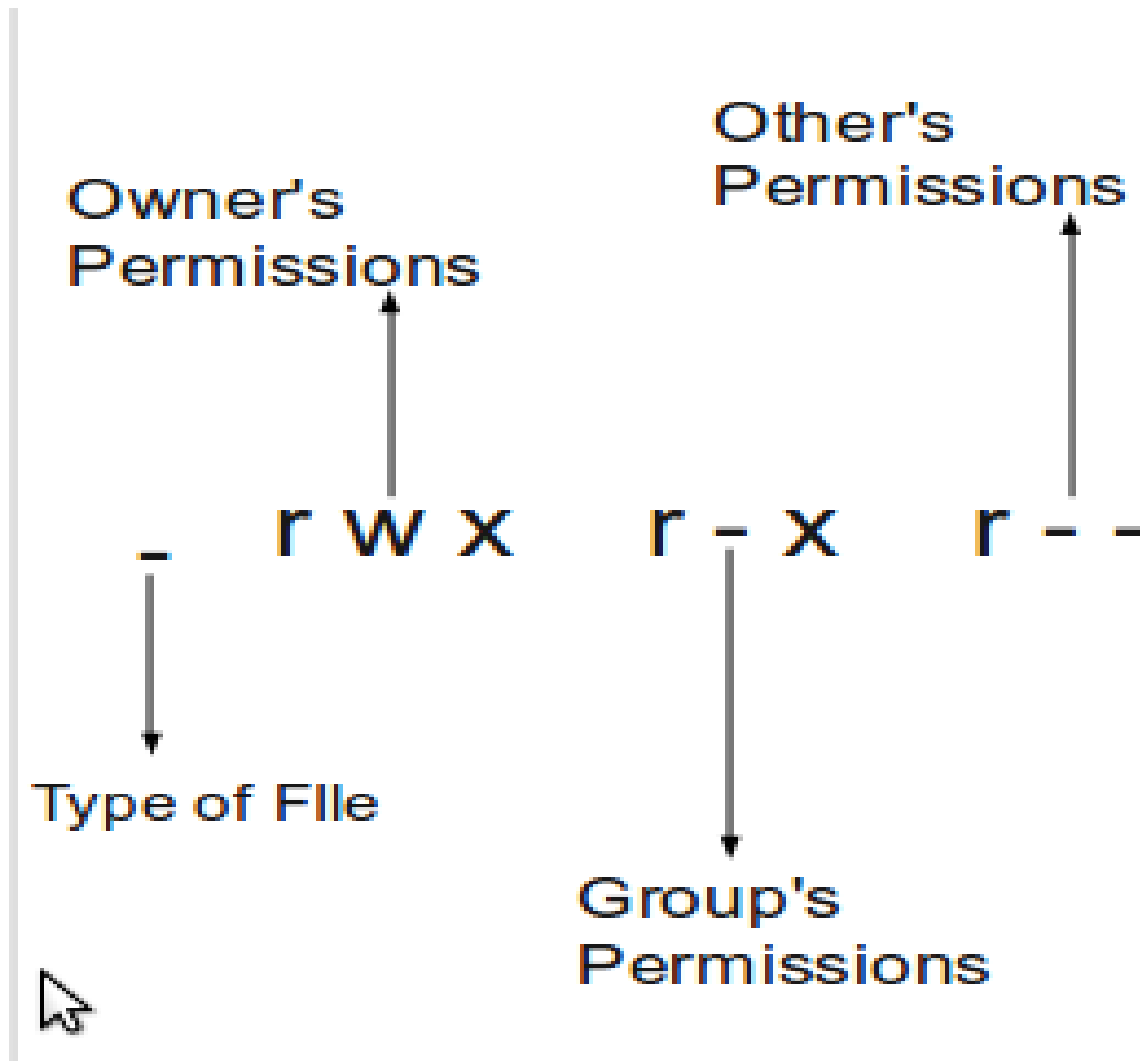 Other's
Permissions
Owner's
Permissions
- r w x r - x r - -
Type of FIle
Group's
Permissions